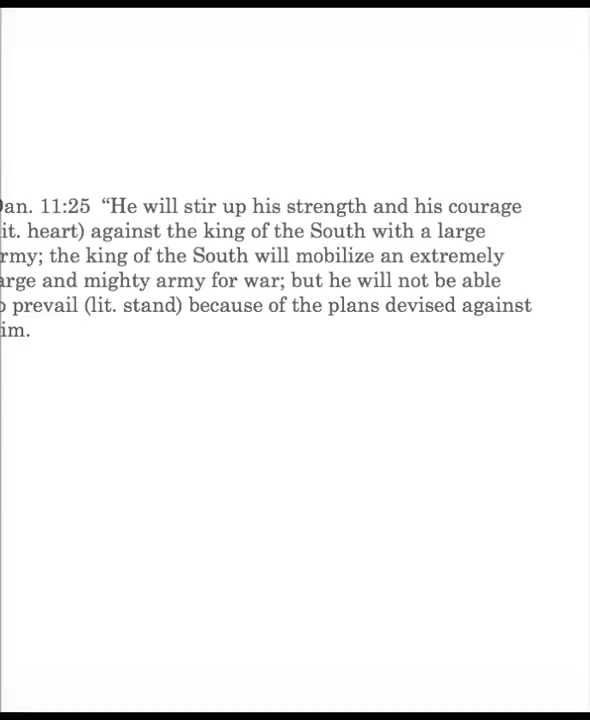 an. 11:25 “He will stir up his strength and his courage
it. heart) against the king of the South with a large
rmy; the king of the South will mobilize an extremely
arge and mighty army for war; but he will not be able
o prevail (lit. stand) because of the plans devised against
im.